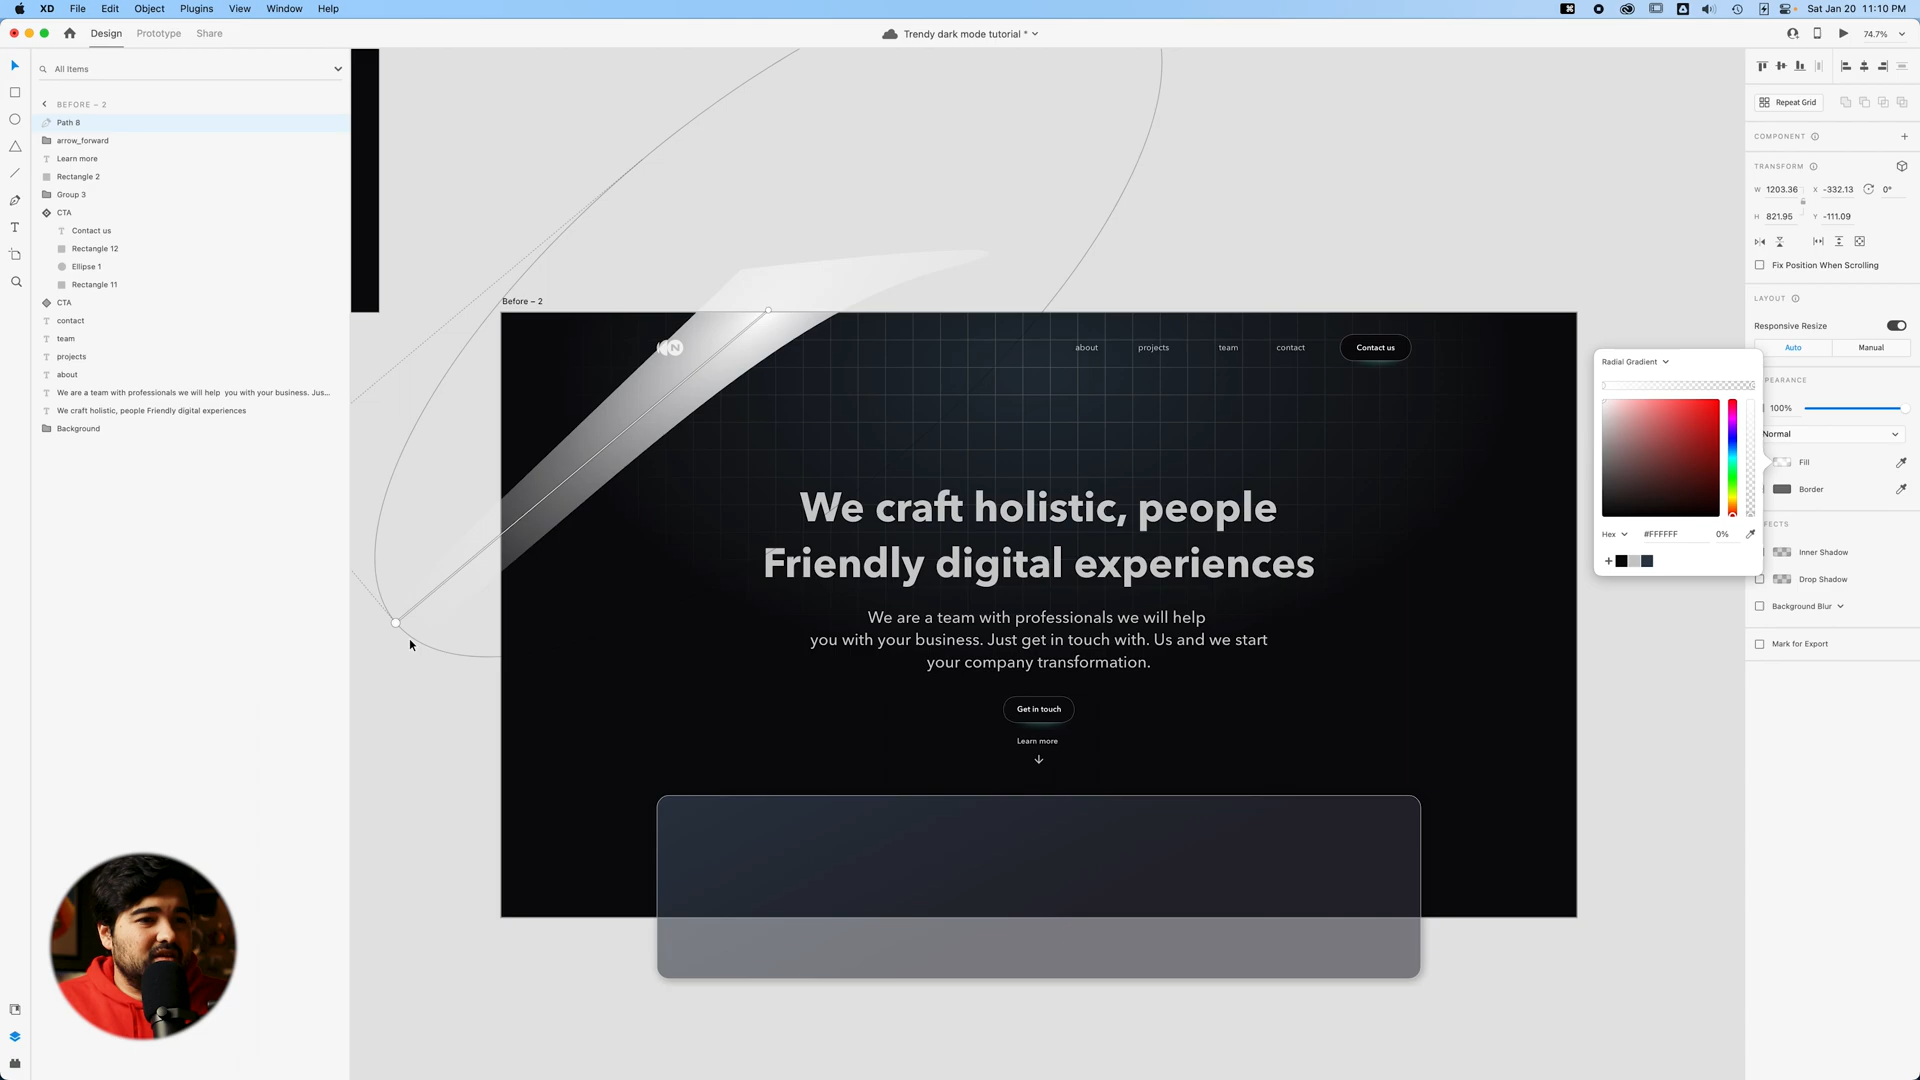 XD File Edit Object Plugins View Window Help
Sat Jan 20 11:10 PM
Design Prototype Share
Trendy dark mode tutorial *
74.7%
All Items
BEFORE – 2
Path 8
arrow_forward
Learn more
Rectangle 2
Group 3
CTA
Contact us
Rectangle 12
Ellipse 1
Rectangle 11
CTA
contact
team
projects
about
We are a team with professionals we will help you with your business. Jus...
We craft holistic, people Friendly digital experiences
Background
Before – 2
about projects team contact Contact us
We craft holistic, people
Friendly digital experiences
We are a team with professionals we will help
you with your business. Just get in touch with. Us and we start
your company transformation.
Get in touch
Learn more
Radial Gradient
Hex #FFFFFF 0%
Repeat Grid
COMPONENT
TRANSFORM
W 1203.36 X -332.13 0°
H 821.95 Y -111.09
Fix Position When Scrolling
LAYOUT
Responsive Resize
Auto Manual
PEARANCE
100%
Normal
Fill
Border
FECTS
Inner Shadow
Drop Shadow
Background Blur
Mark for Export